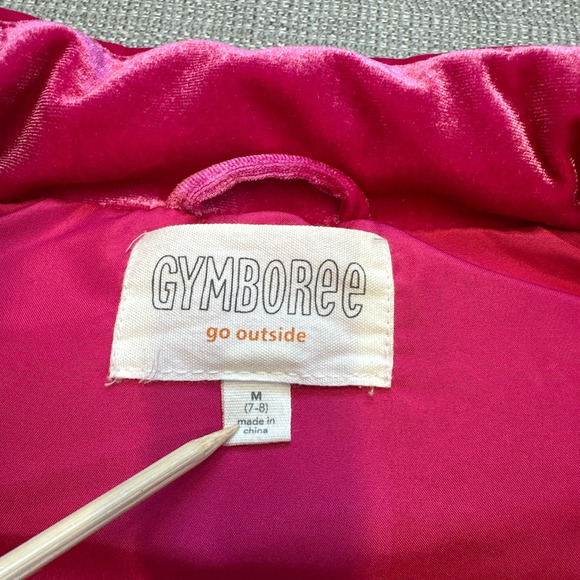 GYMBOREE
go outside
M
(7-8)
made in
china